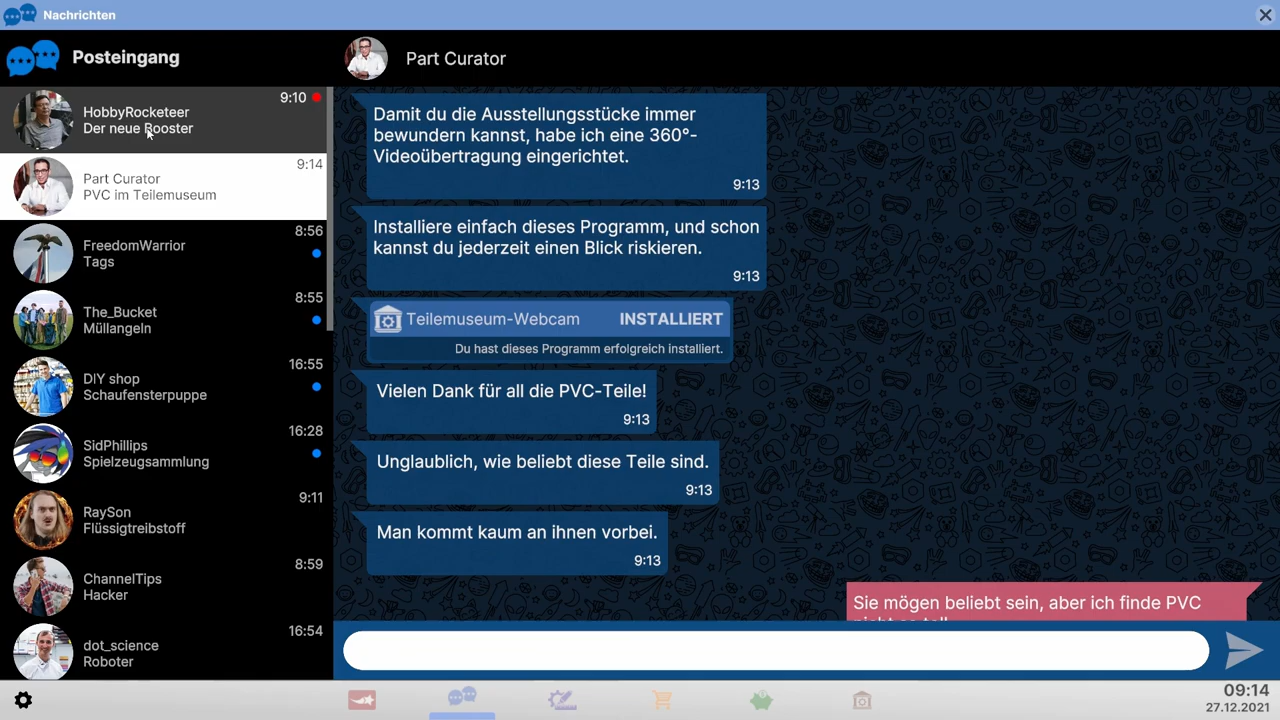 Nachrichten
Posteingang
Part Curator
9:10
HobbyRocketeer
Der neue Booster
9:14
Part Curator
PVC im Teilemuseum
8:56
FreedomWarrior
Tags
8:55
The_Bucket
Müllangeln
16:55
DIY shop
Schaufensterpuppe
16:28
SidPhillips
Spielzeugsammlung
9:11
RaySon
Flüssigtreibstoff
8:59
ChannelTips
Hacker
16:54
dot_science
Roboter
Damit du die Ausstellungsstücke immer
bewundern kannst, habe ich eine 360°-
Videoübertragung eingerichtet.
9:13
Installiere einfach dieses Programm, und schon
kannst du jederzeit einen Blick riskieren.
9:13
Teilemuseum-Webcam INSTALLIERT
Du hast dieses Programm erfolgreich installiert.
Vielen Dank für all die PVC-Teile!
9:13
Unglaublich, wie beliebt diese Teile sind.
9:13
Man kommt kaum an ihnen vorbei.
9:13
Sie mögen beliebt sein, aber ich finde PVC
nicht so toll
09:14
27.12.2021